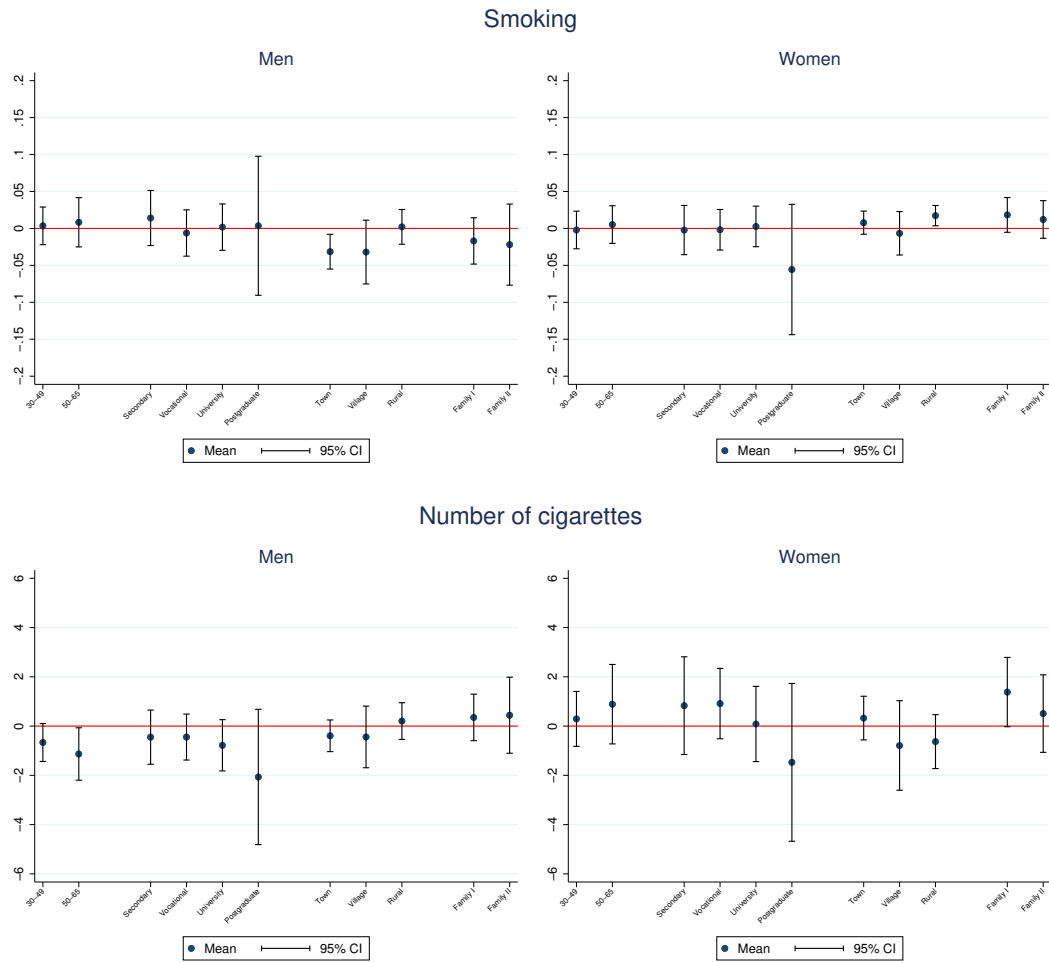 Smoking
Men
.2
.15
.1
.05
0
−.05
−.1
−.15
−.2
30−49
50−65
Secondary
Vocational
University
Postgraduate
Town
Village
Rural
Family I
Family II
Mean 95% CI
Women
.2
.15
.1
.05
0
−.05
−.1
−.15
−.2
30−49
50−65
Secondary
Vocational
University
Postgraduate
Town
Village
Rural
Family I
Family II
Mean 95% CI
Number of cigarettes
Men
6
4
2
0
−2
−4
−6
30−49
50−65
Secondary
Vocational
University
Postgraduate
Town
Village
Rural
Family I
Family II
Mean 95% CI
Women
6
4
2
0
−2
−4
−6
30−49
50−65
Secondary
Vocational
University
Postgraduate
Town
Village
Rural
Family I
Family II
Mean 95% CI